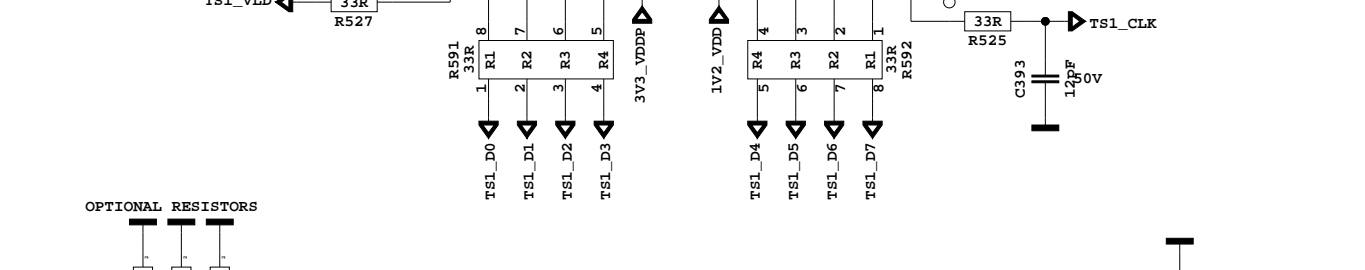 TS1_VLD
33R
R527
R591
33R
8
7
6
5
R1
R2
R3
R4
1
2
3
4
TS1_D0
TS1_D1
TS1_D2
TS1_D3
3V3_VDDP
1V2_VDD
4
3
2
1
R4
R3
R2
R1
33R
R592
5
6
7
8
TS1_D4
TS1_D5
TS1_D6
TS1_D7
33R
R525
TS1_CLK
C393
12pF
50V
OPTIONAL RESISTORS